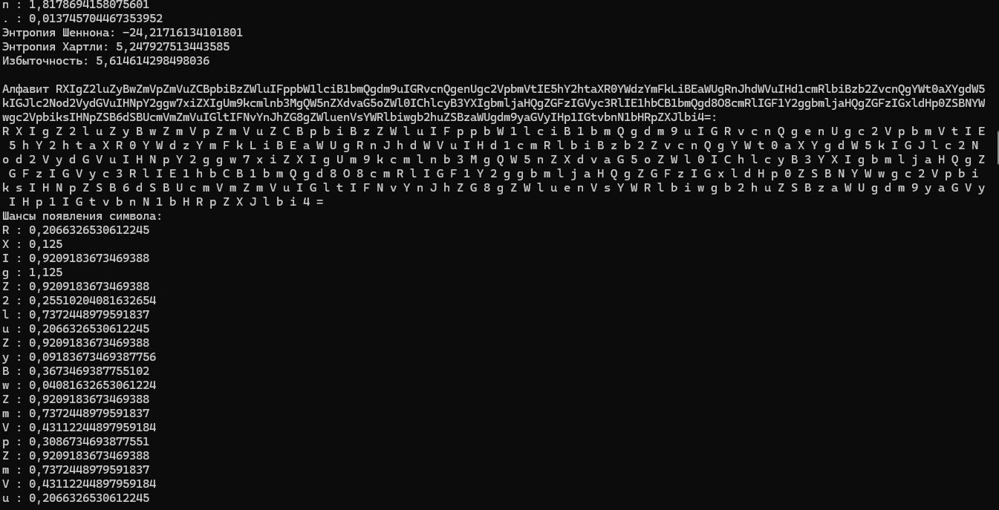 n : 1,8178694158075601
. : 0,013745704467353952
Энтропия Шеннона: -24,21716134101801
Энтропия Хартли: 5,247927513443585
Избыточность: 5,614614298498036
Алфавит RXIgZ2luZyBwZmVpZmVuZCBpbiBzZWluIFppbW1lciB1bmQgdm9uIGRvcnQgenUgc2VpbmVtIE5hY2htaXR0YWdzYmFkLiBEaWUgRnJhdWVuIHd1cmRlbiBzb2ZvcnQgYWt0aXYgdW5
kIGJlc2Nod2VydGVuIHNpY2ggw7xiZXIgUm9kcmlnb3MgQW5nZXdvaG5oZWl0IChlcyB3YXIgbmljaHQgZGFzIGVyc3RlIE1hbCB1bmQgd8O8cmRlIGF1Y2ggbmljaHQgZGFzIGxldHp0ZSBNYW
wgc2VpbiksIHNpZSB6dSBUcmVmZmVuIGltIFNvYnJhZG8gZWluenVsYWRlbiwgb2huZSBzaWUgdm9yaGVyIHp1IGtvbnN1bHRpZXJlbi4=:
R X I g Z 2 l u Z y B w Z m V p Z m V u Z C B p b i B z Z W l u I F p p b W 1 l c i B 1 b m Q g d m 9 u I G R v c n Q g e n U g c 2 V p b m V t I E
5 h Y 2 h t a X R 0 Y W d z Y m F k L i B E a W U g R n J h d W V u I H d 1 c m R l b i B z b 2 Z v c n Q g Y W t 0 a X Y g d W 5 k I G J l c 2 N
o d 2 V y d G V u I H N p Y 2 g g w 7 x i Z X I g U m 9 k c m l n b 3 M g Q W 5 n Z X d v a G 5 o Z W l 0 I C h l c y B 3 Y X I g b m l j a H Q g Z
G F z I G V y c 3 R l I E 1 h b C B 1 b m Q g d 8 O 8 c m R l I G F 1 Y 2 g g b m l j a H Q g Z G F z I G x l d H p 0 Z S B N Y W w g c 2 V p b i
k s I H N p Z S B 6 d S B U c m V m Z m V u I G l t I F N v Y n J h Z G 8 g Z W l u e n V s Y W R l b i w g b 2 h u Z S B z a W U g d m 9 y a G V y
I H p 1 I G t v b n N 1 b H R p Z X J l b i 4 =
Шансы появления символа:
R : 0,2066326530612245
X : 0,125
I : 0,9209183673469388
g : 1,125
Z : 0,9209183673469388
2 : 0,25510204081632654
l : 0,7372448979591837
u : 0,2066326530612245
Z : 0,9209183673469388
y : 0,09183673469387756
B : 0,3673469387755102
w : 0,04081632653061224
Z : 0,9209183673469388
m : 0,7372448979591837
V : 0,43112244897959184
p : 0,3086734693877551
Z : 0,9209183673469388
m : 0,7372448979591837
V : 0,43112244897959184
u : 0,2066326530612245